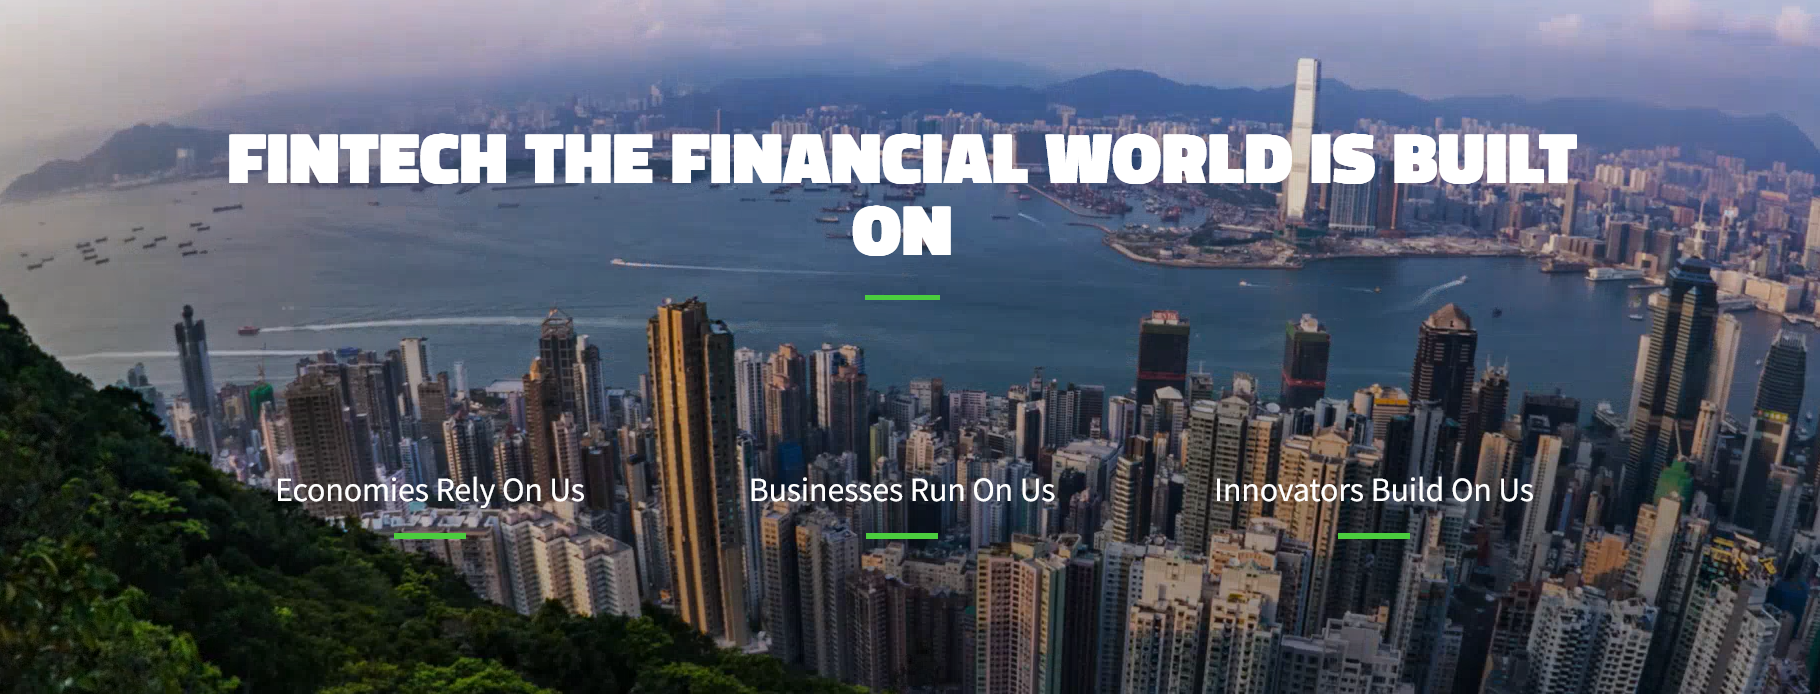 FINTECH THE FINANCIAL WORLD IS BUILT
ON
Economies Rely On Us
Businesses Run On Us
Innovators Build On Us